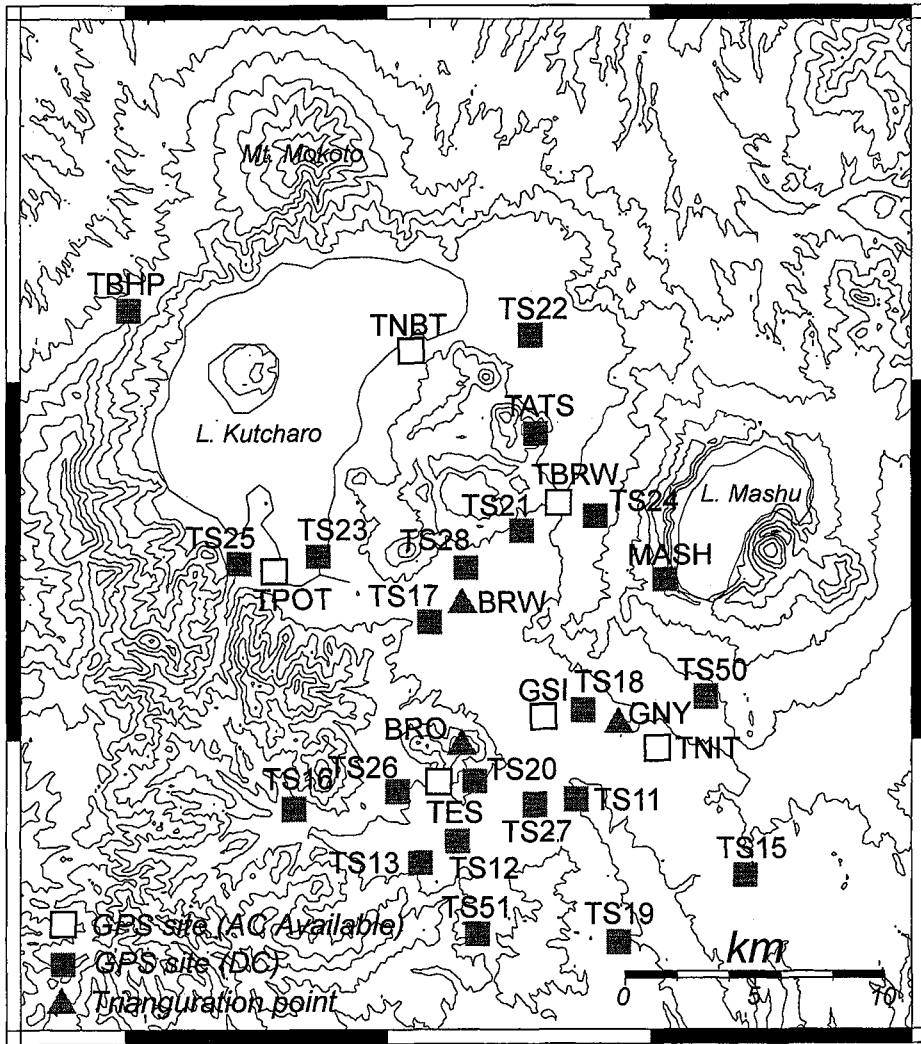 Mt. Mokoto
TBHP
TNBT
TS22
L. Kutcharo
TATS
TBRW
L. Mashu
TS24
TS21
TS25
TS23
TS28
MASH
TPOT
TS17
BRW
TS50
GSI
TS18
GNY
BRO
TNIT
TS16
TS26
TS20
TS11
TES
TS27
TS13
TS12
TS15
TS51
TS19
GPS site (AC Available)
GPS site (DC)
Trianguration point
km
0 5 10